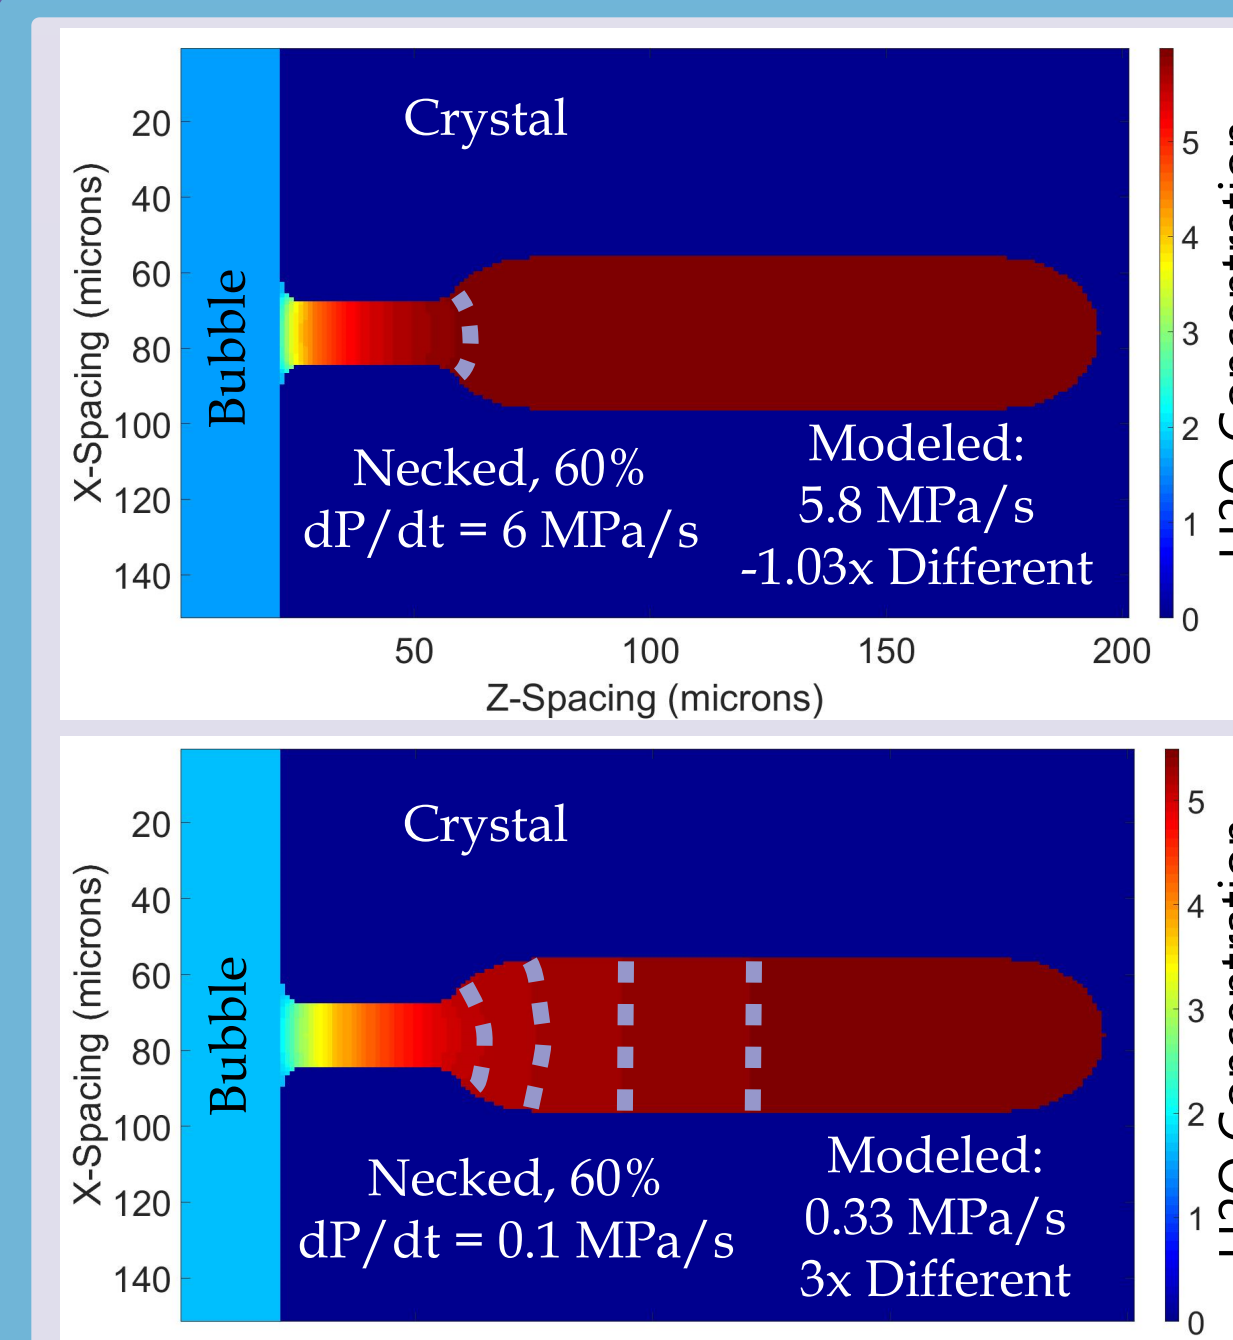 Crystal
Bubble
Necked, 60%
dP/dt = 6 MPa/s
Modeled:
5.8 MPa/s
-1.03x Different
X-Spacing (microns)
20
40
60
80
100
120
140
50
100
150
200
Z-Spacing (microns)
5
4
3
2
1
0
Crystal
Bubble
Necked, 60%
dP/dt = 0.1 MPa/s
Modeled:
0.33 MPa/s
3x Different
X-Spacing (microns)
20
40
60
80
100
120
140
5
4
3
2
1
0